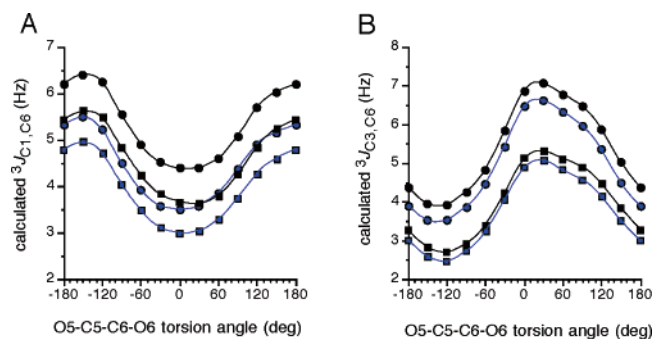 A
calculated ³J_C1,C6 (Hz)
7
6
5
4
3
2
-180 -120 -60 0 60 120 180
O5-C5-C6-O6 torsion angle (deg)
B
calculated ³J_C3,C6 (Hz)
8
7
6
5
4
3
2
-180 -120 -60 0 60 120 180
O5-C5-C6-O6 torsion angle (deg)